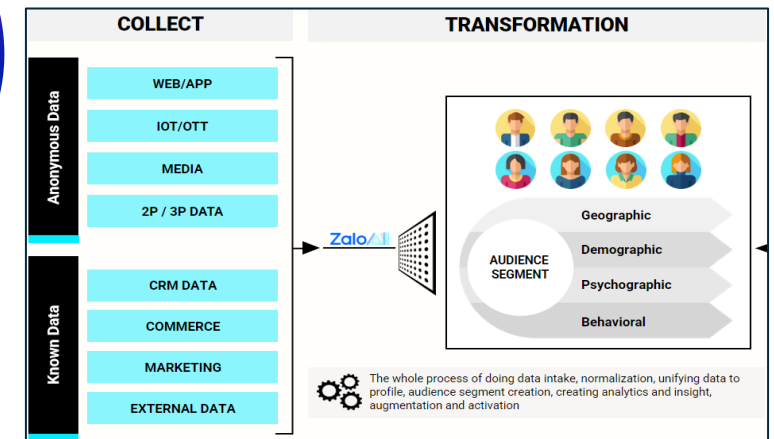 COLLECT
TRANSFORMATION
Anonymous Data
WEB/APP
IOT/OTT
MEDIA
2P / 3P DATA
Known Data
CRM DATA
COMMERCE
MARKETING
EXTERNAL DATA
ZaloAI
AUDIENCE
SEGMENT
Geographic
Demographic
Psychographic
Behavioral
The whole process of doing data intake, normalization, unifying data to
profile, audience segment creation, creating analytics and insight,
augmentation and activation